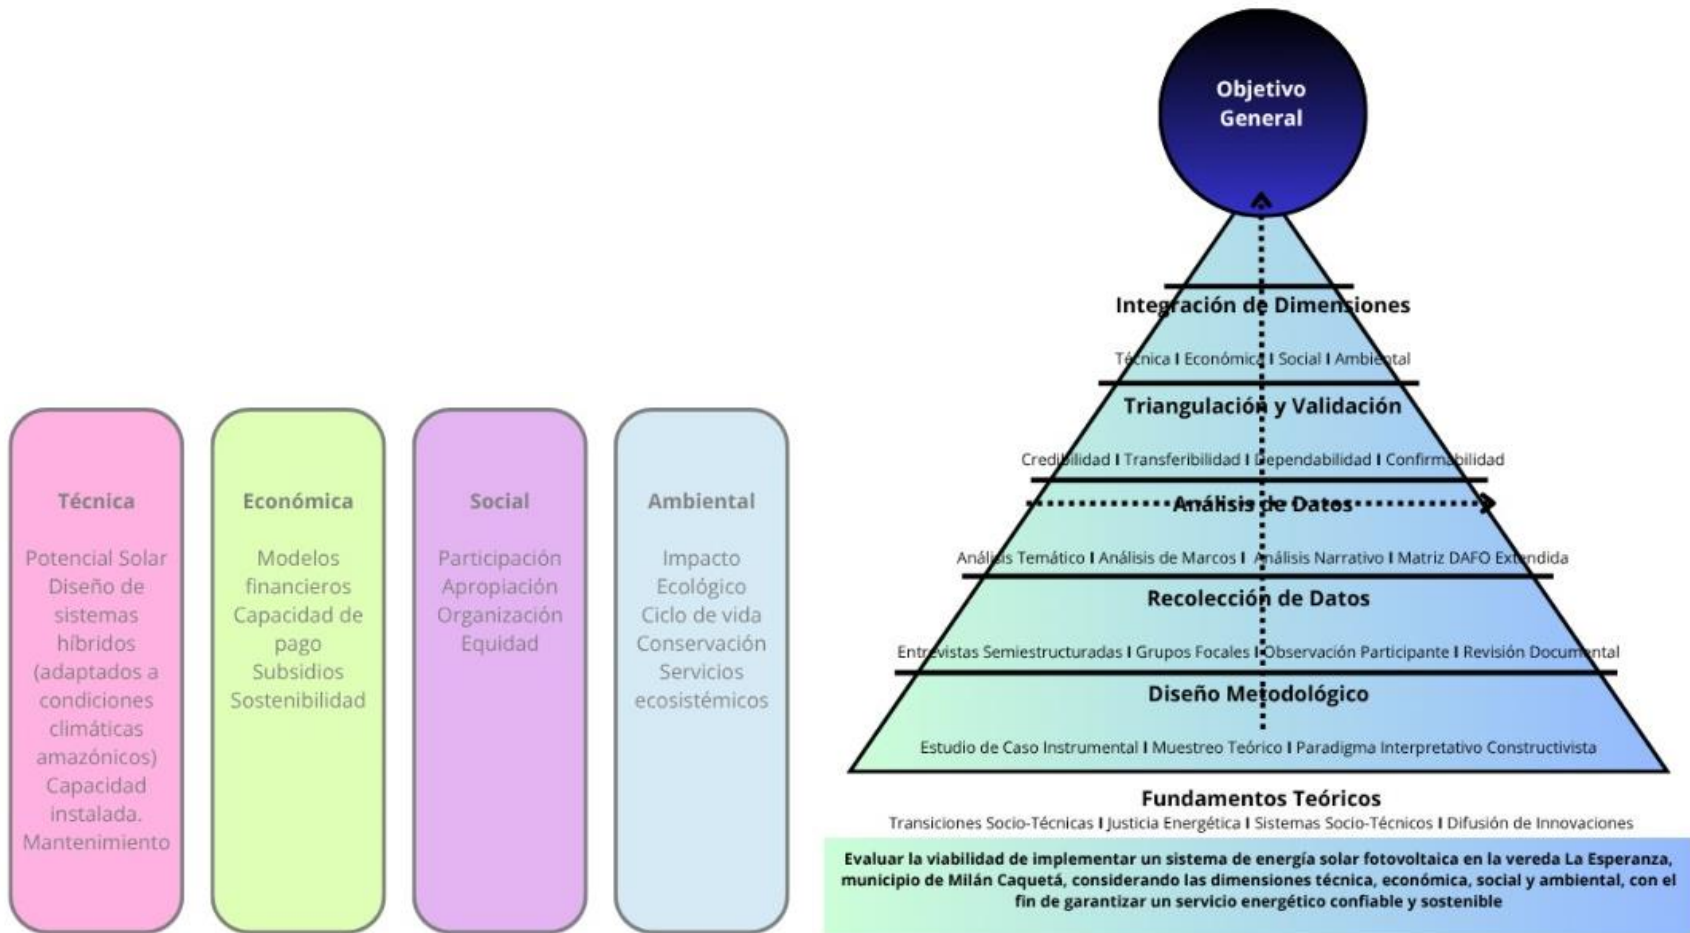 Técnica
Potencial Solar
Diseño de
sistemas
híbridos
(adaptados a
condiciones
climáticas
amazónicos)
Capacidad
instalada.
Mantenimiento
Económica
Modelos
financieros
Capacidad de
pago
Subsidios
Sostenibilidad
Social
Participación
Apropiación
Organización
Equidad
Ambiental
Impacto
Ecológico
Ciclo de vida
Conservación
Servicios
ecosistémicos
Objetivo
General
Integración de Dimensiones
Técnica I Económica I Social I Ambiental
Triangulación y Validación
Credibilidad I Transferibilidad I Dependabilidad I Confirmabilidad
Análisis de Datos
Análisis Temático I Análisis de Marcos I Análisis Narrativo I Matriz DAFO Extendida
Recolección de Datos
Entrevistas Semiestructuradas I Grupos Focales I Observación Participante I Revisión Documental
Diseño Metodológico
Estudio de Caso Instrumental I Muestreo Teórico I Paradigma Interpretativo Constructivista
Fundamentos Teóricos
Transiciones Socio-Técnicas I Justicia Energética I Sistemas Socio-Técnicos I Difusión de Innovaciones
Evaluar la viabilidad de implementar un sistema de energía solar fotovoltaica en la vereda La Esperanza,
municipio de Milán Caquetá, considerando las dimensiones técnica, económica, social y ambiental, con el
fin de garantizar un servicio energético confiable y sostenible